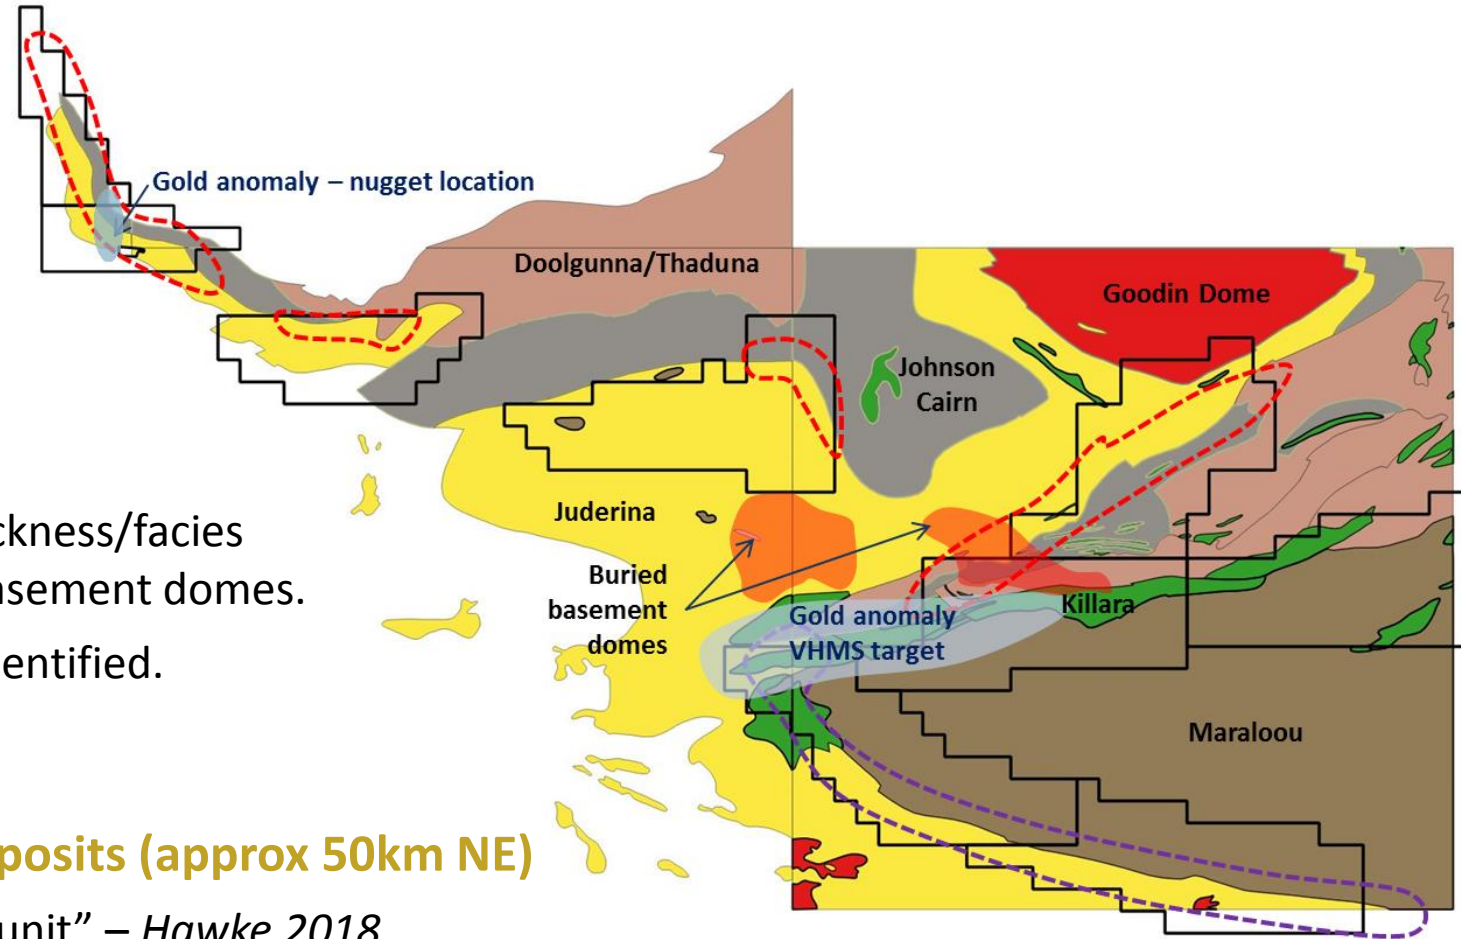 Gold anomaly – nugget location
Doolgunna/Thaduna
Goodin Dome
Johnson
Cairn
Juderina
Buried
basement
domes
Killara
Gold anomaly
VHMS target
Maraloou
ckness/facies
asement domes.
entified.
posits (approx 50km NE)
unit” – Hawke 2018